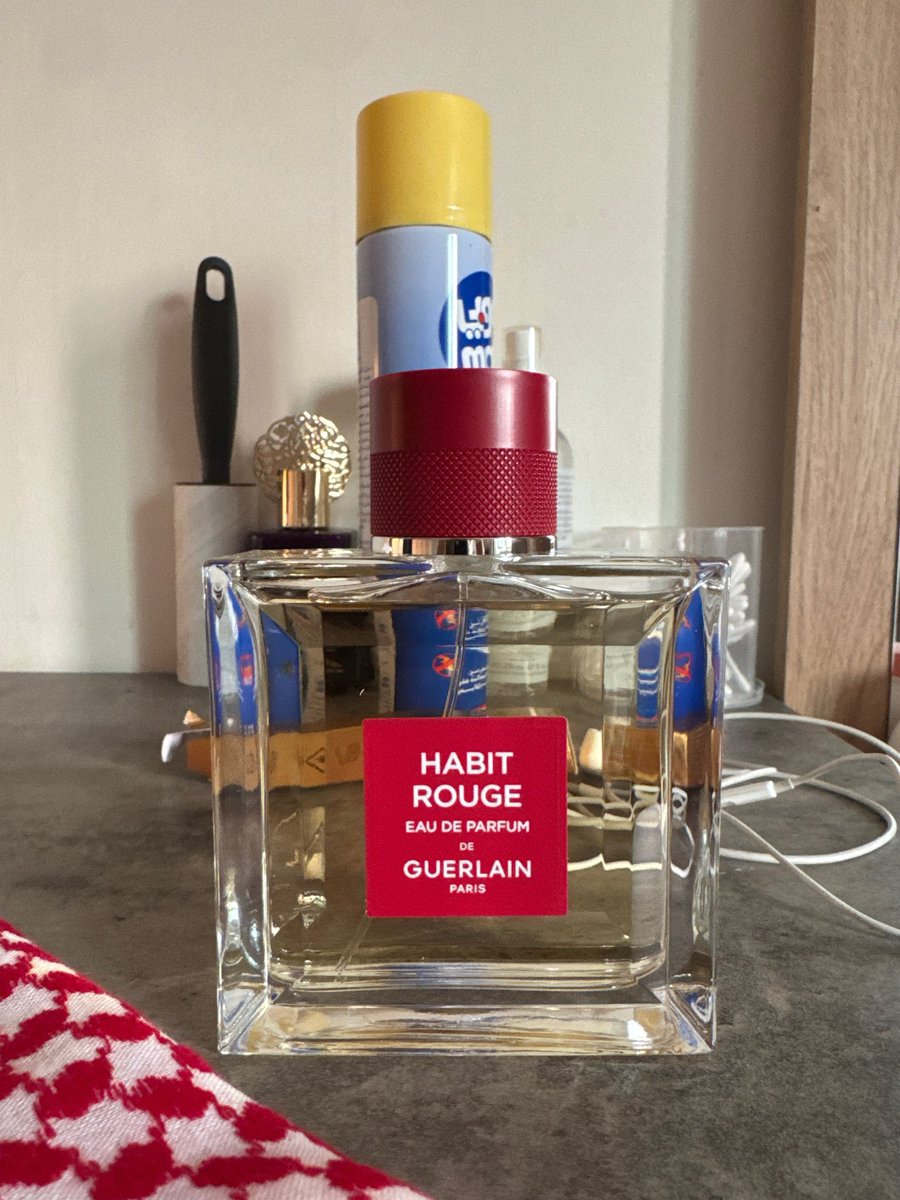 HABIT
ROUGE
EAU DE PARFUM
DE
GUERLAIN
PARIS